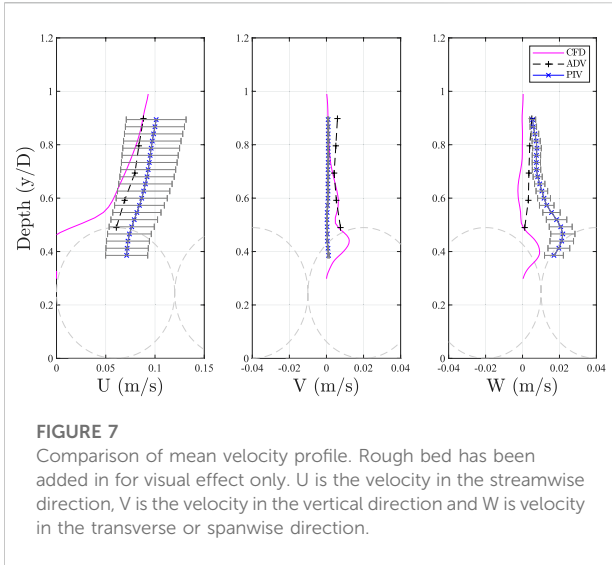 1.2
1
0.8
0.6
0.4
0.2
0
Depth (y/D)
0 0.05 0.1 0.15
U (m/s)
1.2
1
0.8
0.6
0.4
0.2
0
-0.04 -0.02 0 0.02 0.04
V (m/s)
1.2
1
0.8
0.6
0.4
0.2
0
-0.04 -0.02 0 0.02 0.04
W (m/s)
CFD
ADV
PIV
FIGURE 7
Comparison of mean velocity profile. Rough bed has been
added in for visual effect only. U is the velocity in the streamwise
direction, V is the velocity in the vertical direction and W is velocity
in the transverse or spanwise direction.